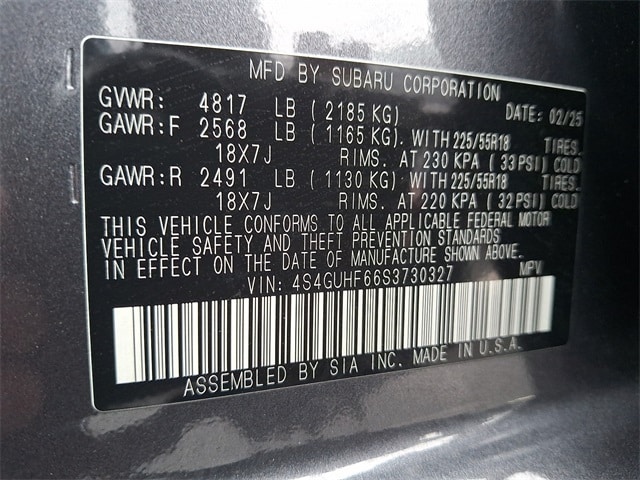 MFD BY SUBARU CORPORATION
GVWR: 4817 LB ( 2185 KG) DATE: 02/25
GAWR:F 2568 LB ( 1165 KG). WITH 225/55R18 TIRES.
18X7J RIMS. AT 230 KPA ( 33 PSI) COLD
GAWR:R 2491 LB ( 1130 KG) WITH 225/55R18 TIRES.
18X7J RIMS. AT 220 KPA ( 32 PSI) COLD
THIS VEHICLE CONFORMS TO ALL APPLICABLE FEDERAL MOTOR
VEHICLE SAFETY AND THEFT PREVENTION STANDARDS
IN EFFECT ON THE DATE OF MANUFACTURE SHOWN ABOVE.
VIN: 4S4GUHF66S3730327 MPV
ASSEMBLED BY SIA INC. MADE IN U.S.A.